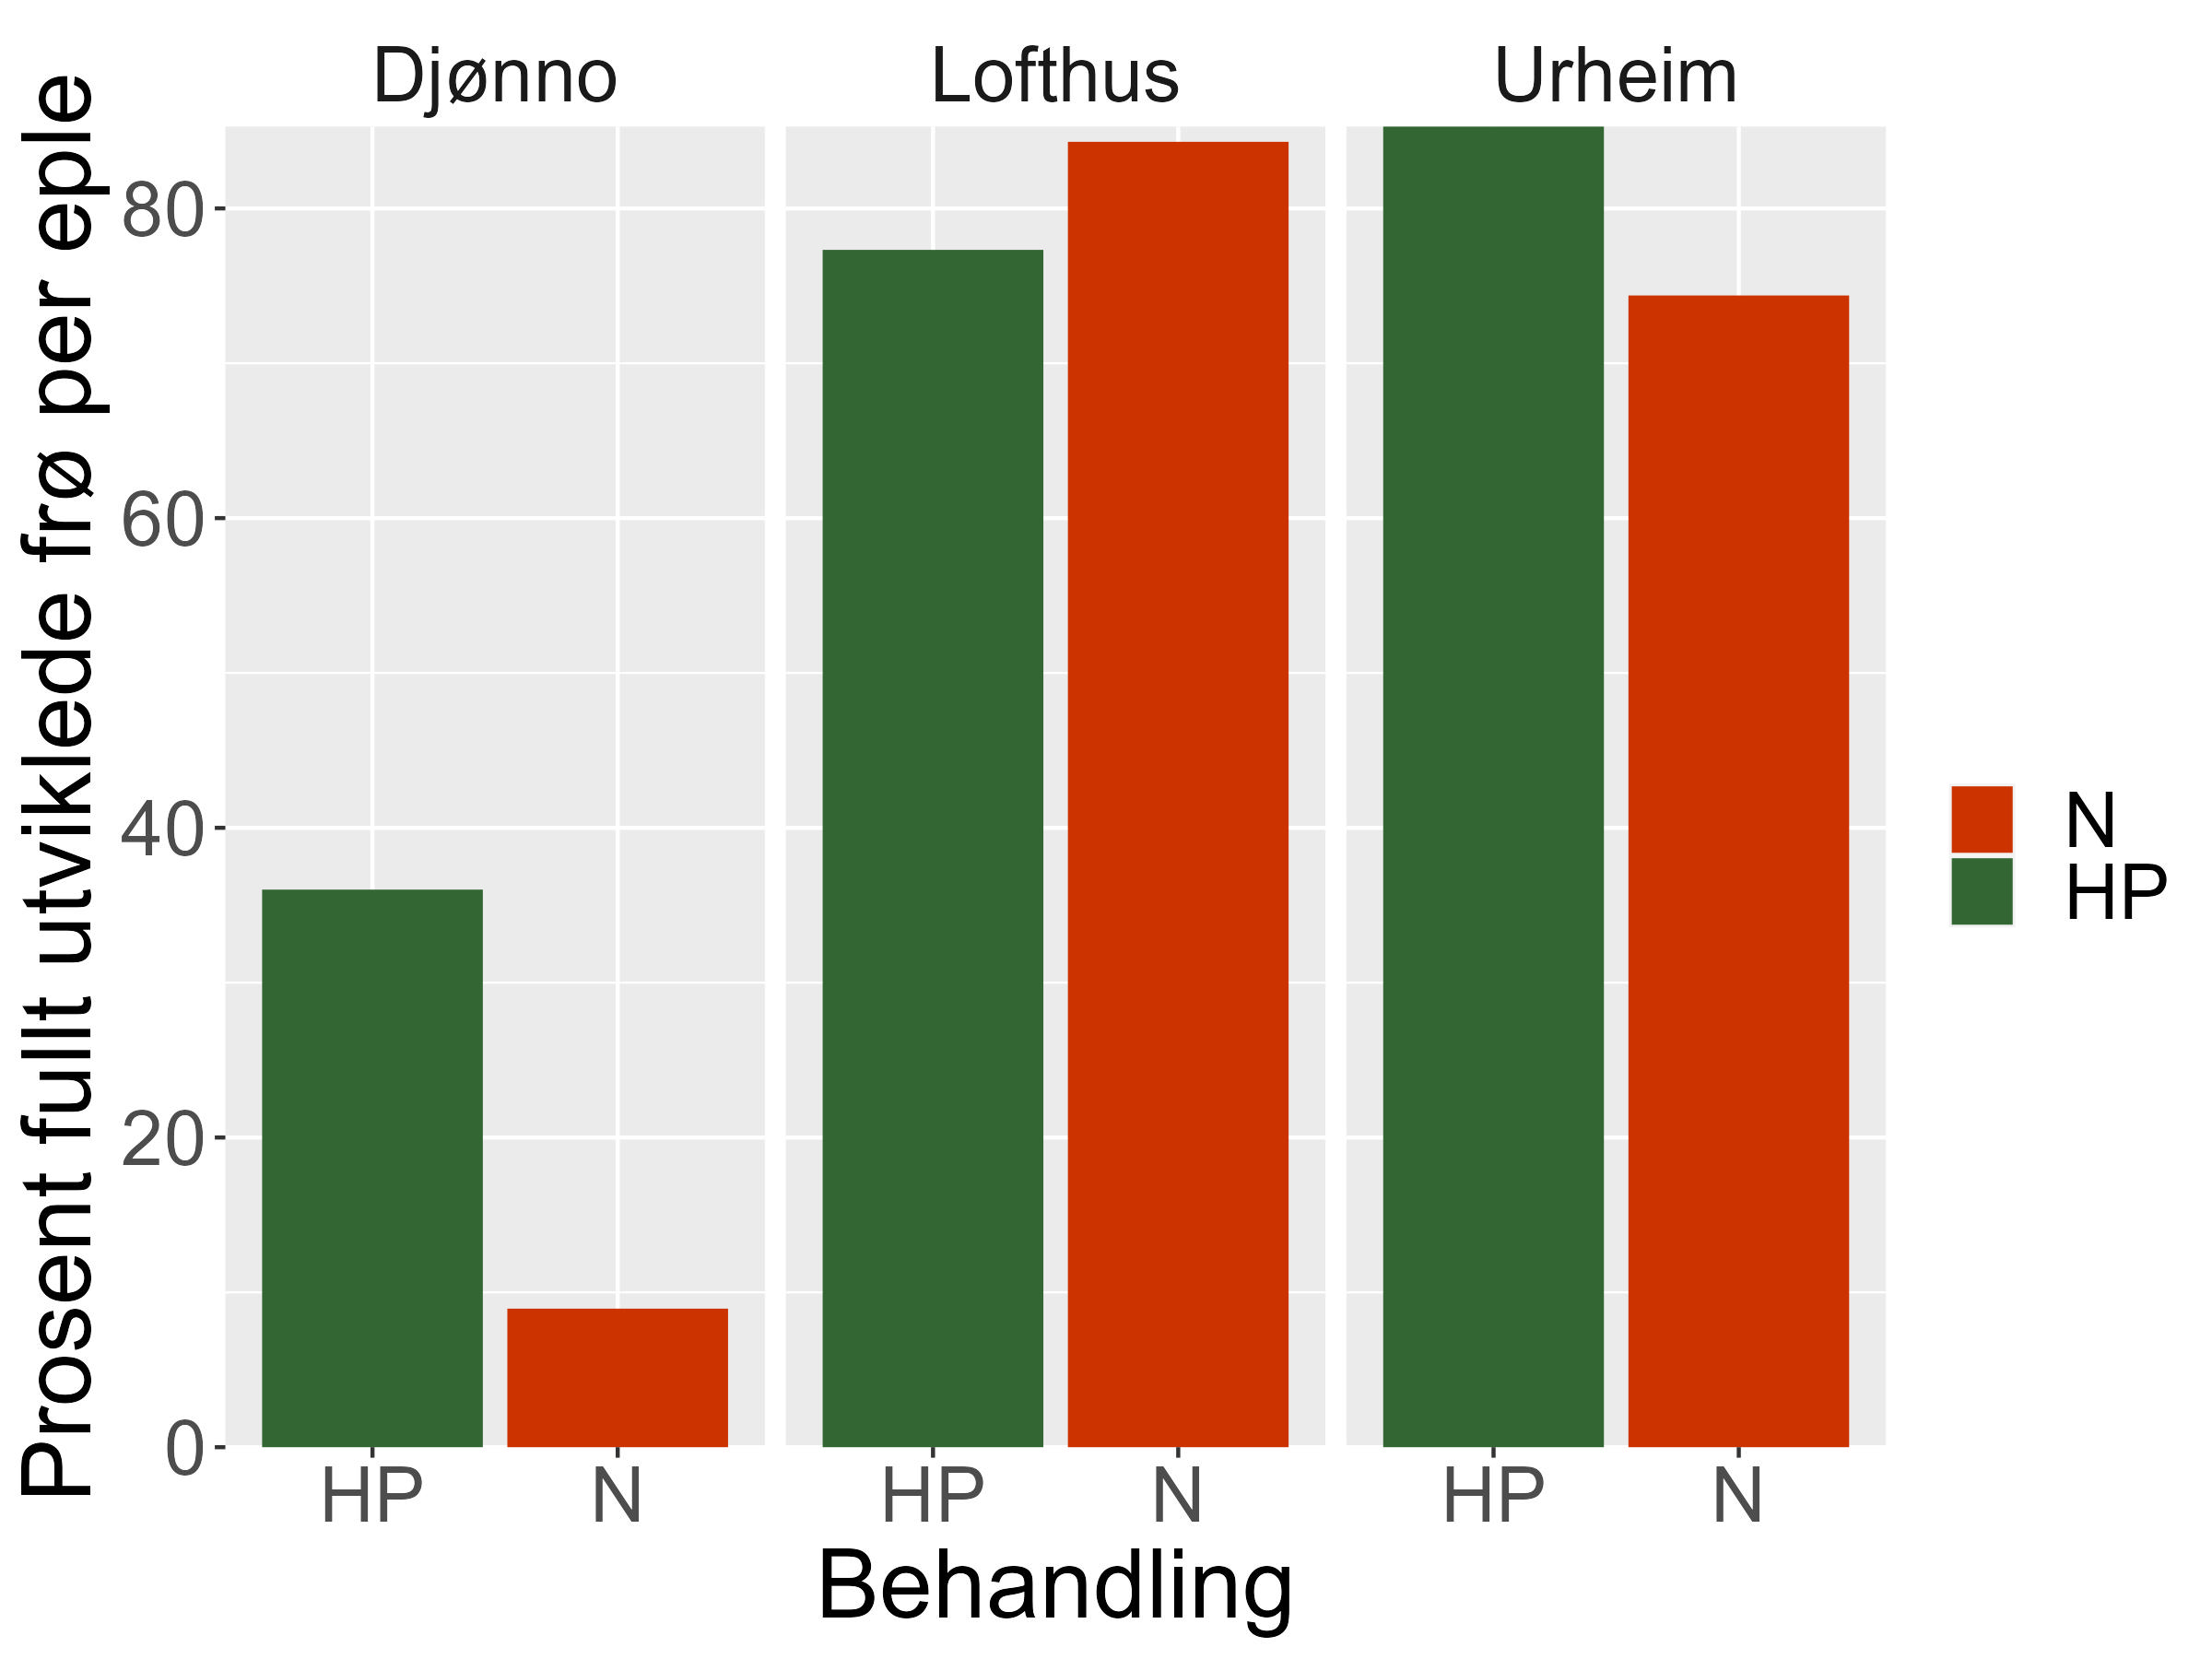 Djønno Lofthus Urheim
Prosent fullt utviklede frø per eple
80
60
40
20
0
HP N HP N HP N
Behandling
N
HP